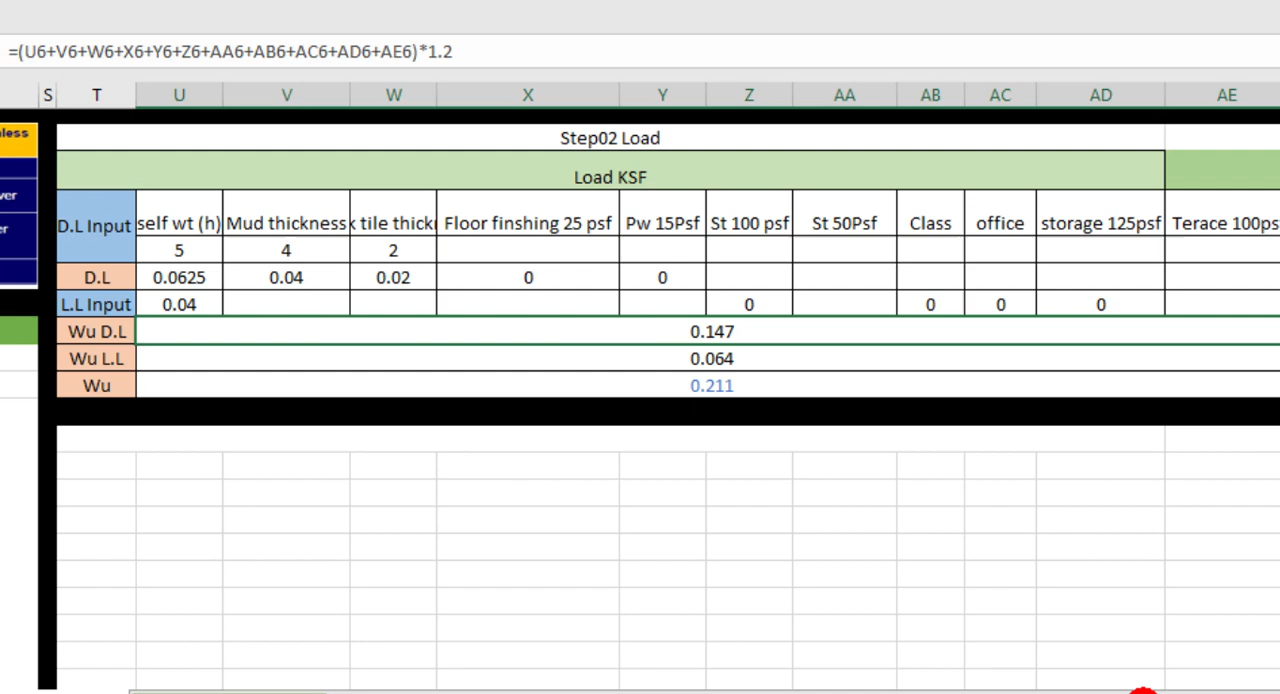 =(U6+V6+W6+X6+Y6+Z6+AA6+AB6+AC6+AD6+AE6)*1.2
S T U V W X Y Z AA AB AC AD AE
Step02 Load
Load KSF
D.L Input self wt (h) Mud thickness tile Floor finshing 25 psf Pw 15Psf St 100 psf St 50Psf Class office storage 125psf Terace 100ps
5 4 2
D.L 0.0625 0.04 0.02 0 0
L.L Input 0.04 0 0 0 0
Wu D.L 0.147
Wu L.L 0.064
Wu 0.211